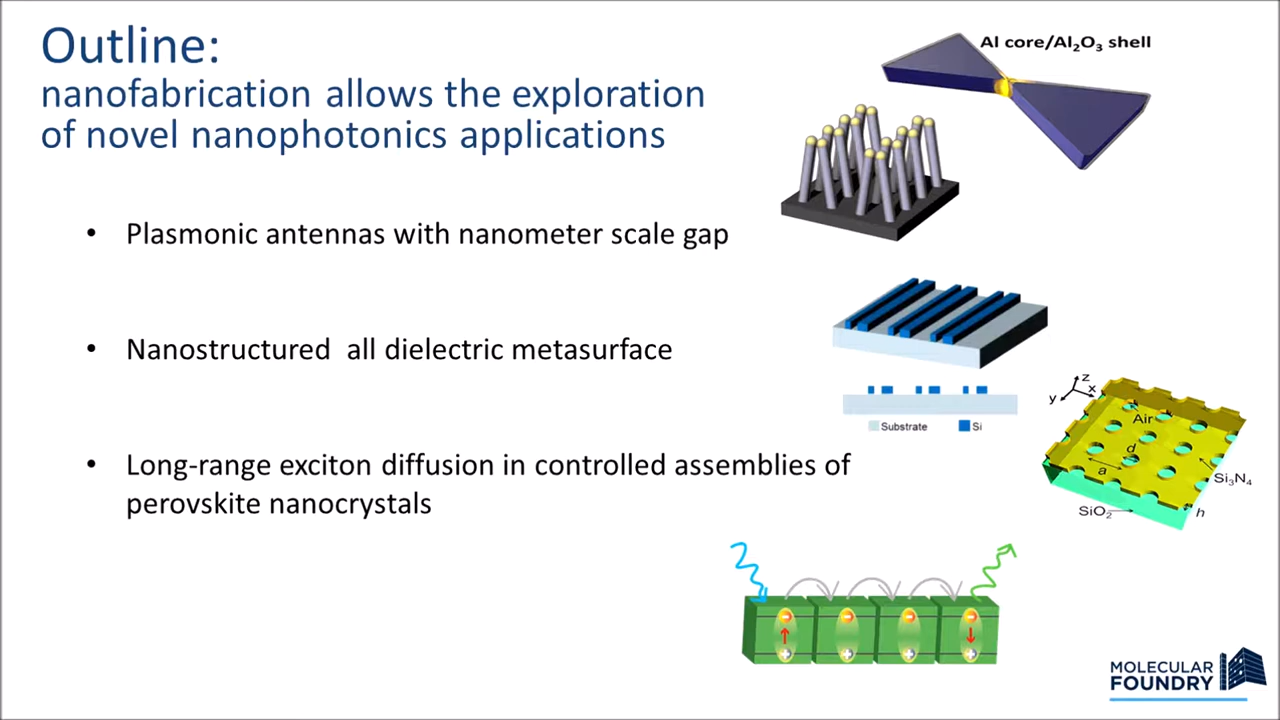 Outline:
nanofabrication allows the exploration
of novel nanophotonics applications
Al core/Al₂O₃ shell
• Plasmonic antennas with nanometer scale gap
• Nanostructured all dielectric metasurface
Substrate Si
z
y x
Air
d
a
Si₃N₄
SiO₂
h
• Long-range exciton diffusion in controlled assemblies of
perovskite nanocrystals
MOLECULAR
FOUNDRY